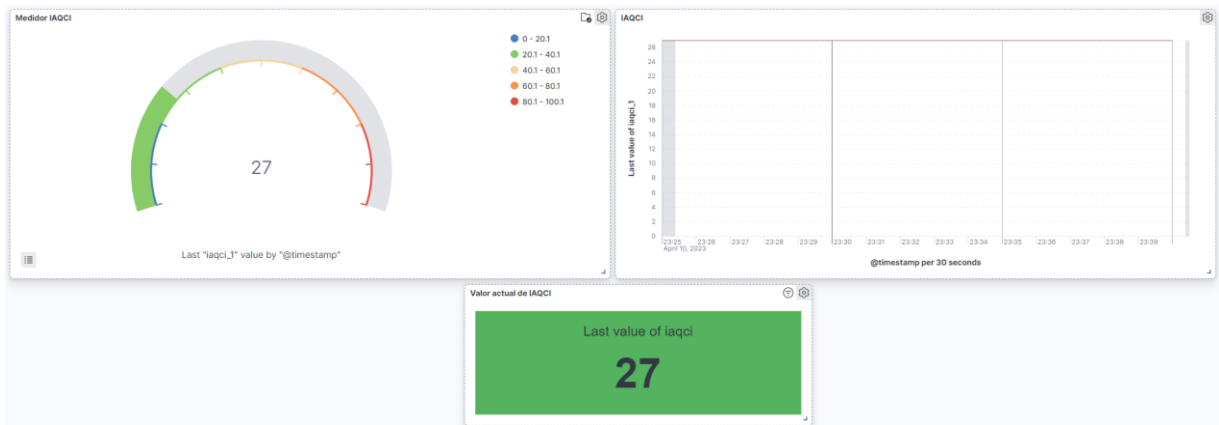 Medidor IAQCI
0 - 20.1
20.1 - 40.1
40.1 - 60.1
60.1 - 80.1
80.1 - 100.1
27
Last "iaqci_1" value by "@timestamp"
IAQCI
Last value of iaqci_1
26
24
22
20
18
16
14
12
10
8
6
4
2
0
23:25 23:26 23:27 23:28 23:29 23:30 23:31 23:32 23:33 23:34 23:35 23:36 23:37 23:38 23:39
April 10, 2023
@timestamp per 30 seconds
Valor actual de IAQCI
Last value of iaqci
27